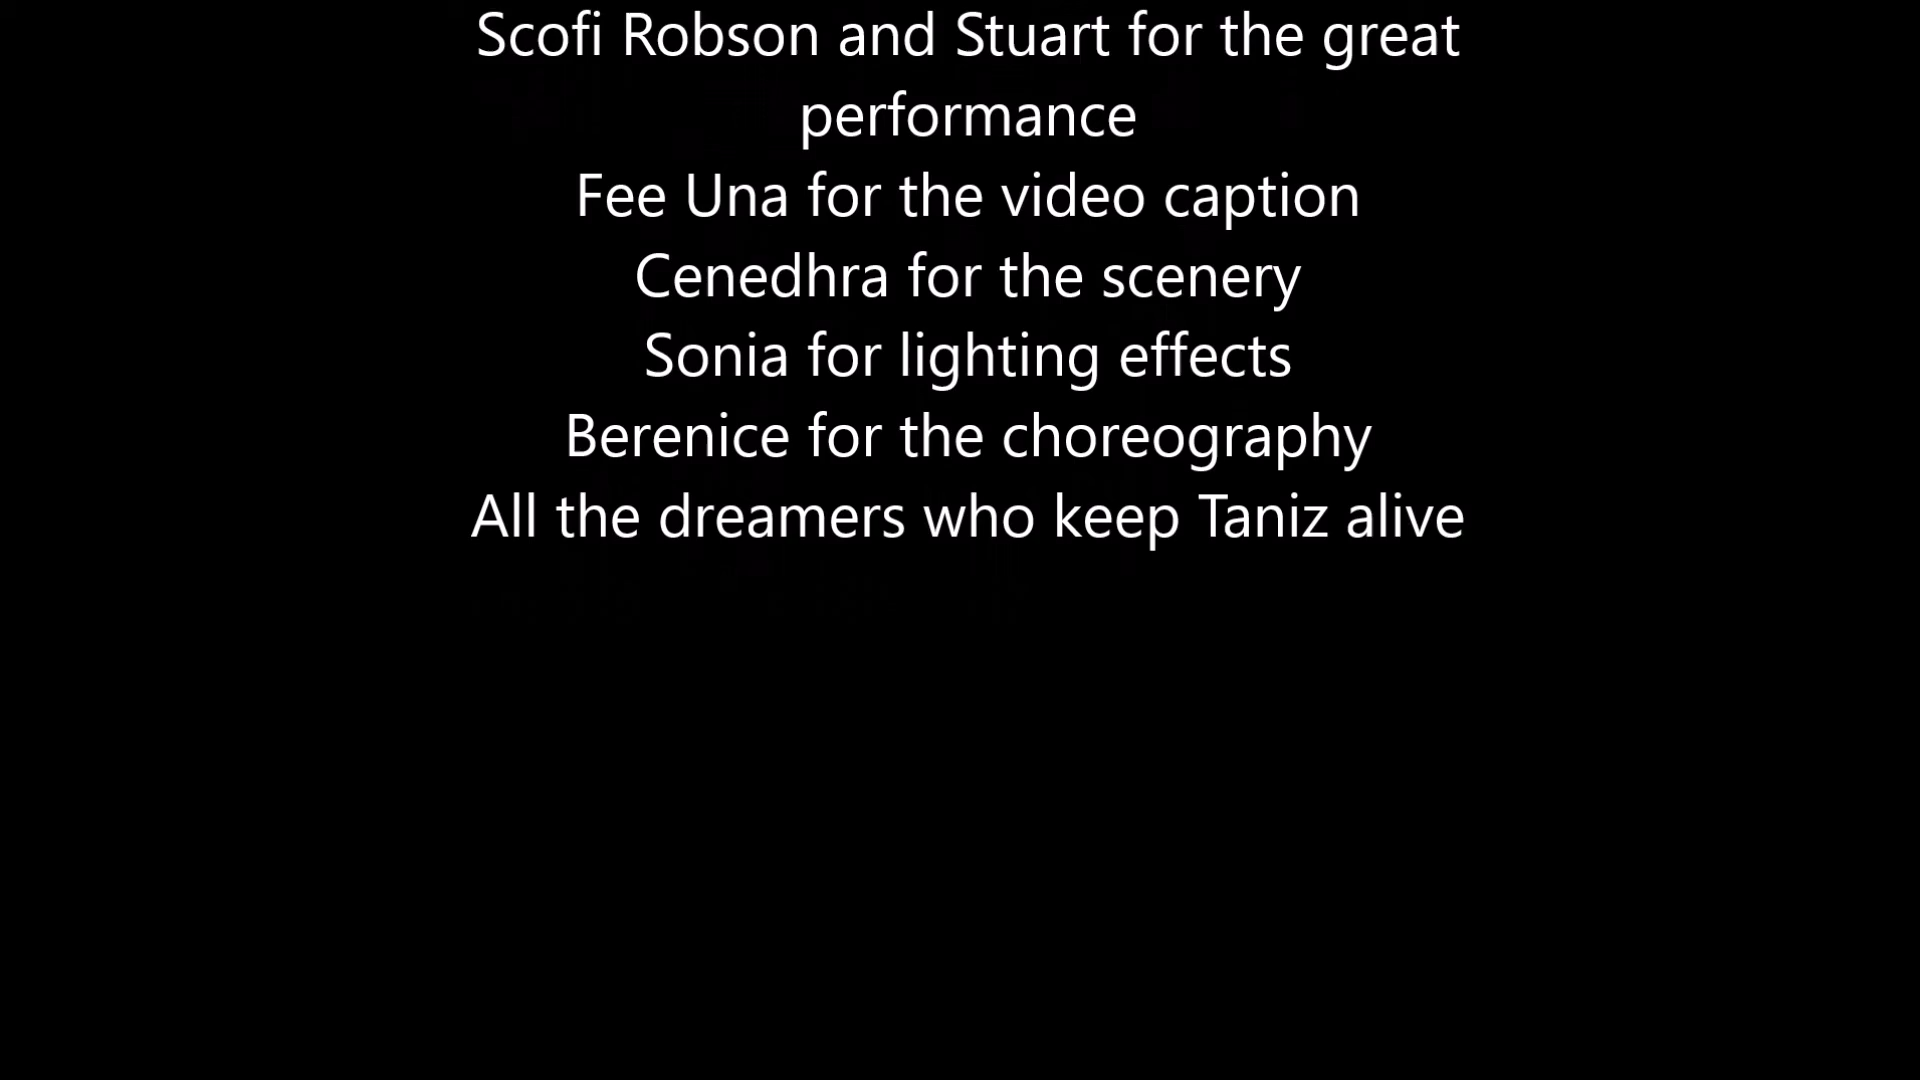 Scofi Robson and Stuart for the great
performance
Fee Una for the video caption
Cenedhra for the scenery
Sonia for lighting effects
Berenice for the choreography
All the dreamers who keep Taniz alive